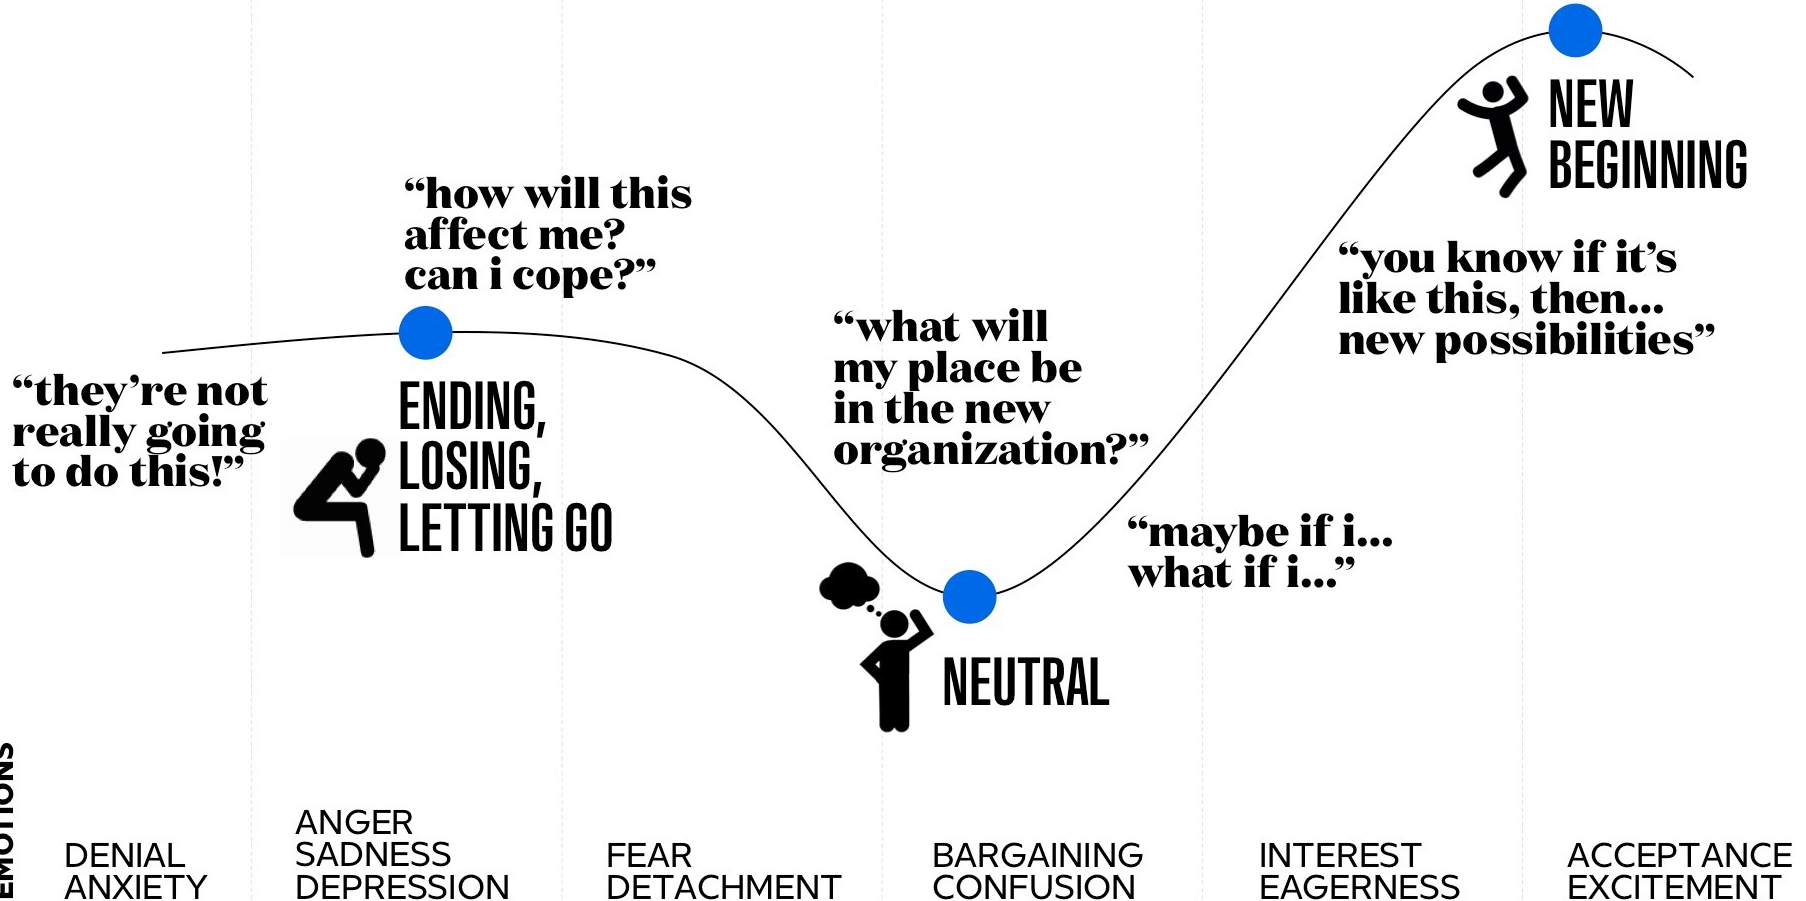 NEW
BEGINNING
“how will this
affect me?
can i cope?”
“you know if it’s
like this, then...
new possibilities”
“what will
my place be
in the new
organization?”
“they’re not
really going
to do this!”
ENDING,
LOSING,
LETTING GO
“maybe if i...
what if i...”
NEUTRAL
EMOTIONS
DENIAL
ANXIETY
ANGER
SADNESS
DEPRESSION
FEAR
DETACHMENT
BARGAINING
CONFUSION
INTEREST
EAGERNESS
ACCEPTANCE
EXCITEMENT